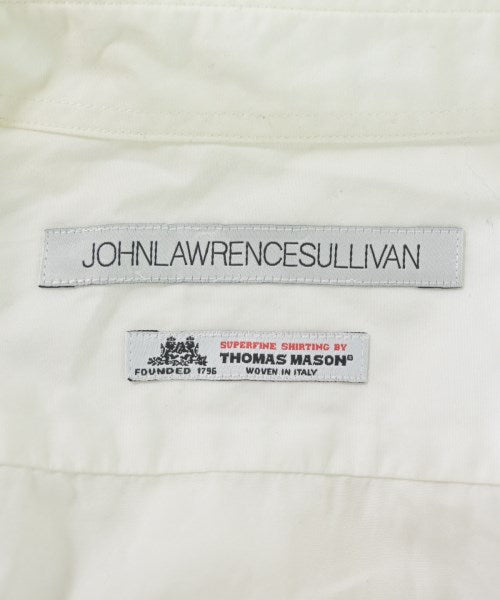 JOHNLAWRENCESULLIVAN
SUPERFINE SHIRTING BY
THOMAS MASON®
FOUNDED 1796
WOVEN IN ITALY